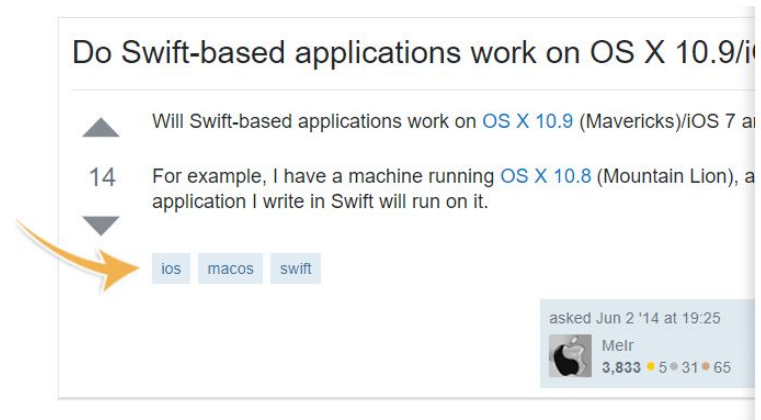 Do Swift-based applications work on OS X 10.9/i
Will Swift-based applications work on OS X 10.9 (Mavericks)/iOS 7 a
14
For example, I have a machine running OS X 10.8 (Mountain Lion), a
application I write in Swift will run on it.
ios macos swift
asked Jun 2 '14 at 19:25
MeIr
3,833 5 31 65